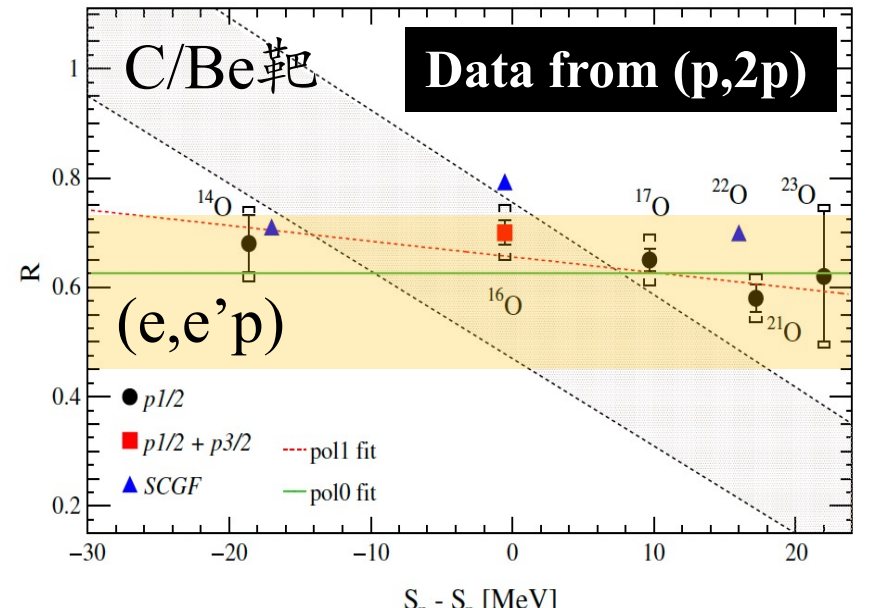 C/Be靶
Data from (p,2p)
1
0.8
0.6
0.4
0.2
R
¹⁴O
¹⁷O
²²O
²³O
¹⁶O
²¹O
(e,e’p)
p1/2
p1/2 + p3/2
SCGF
pol1 fit
pol0 fit
−30
−20
−10
0
10
20
[MeV]